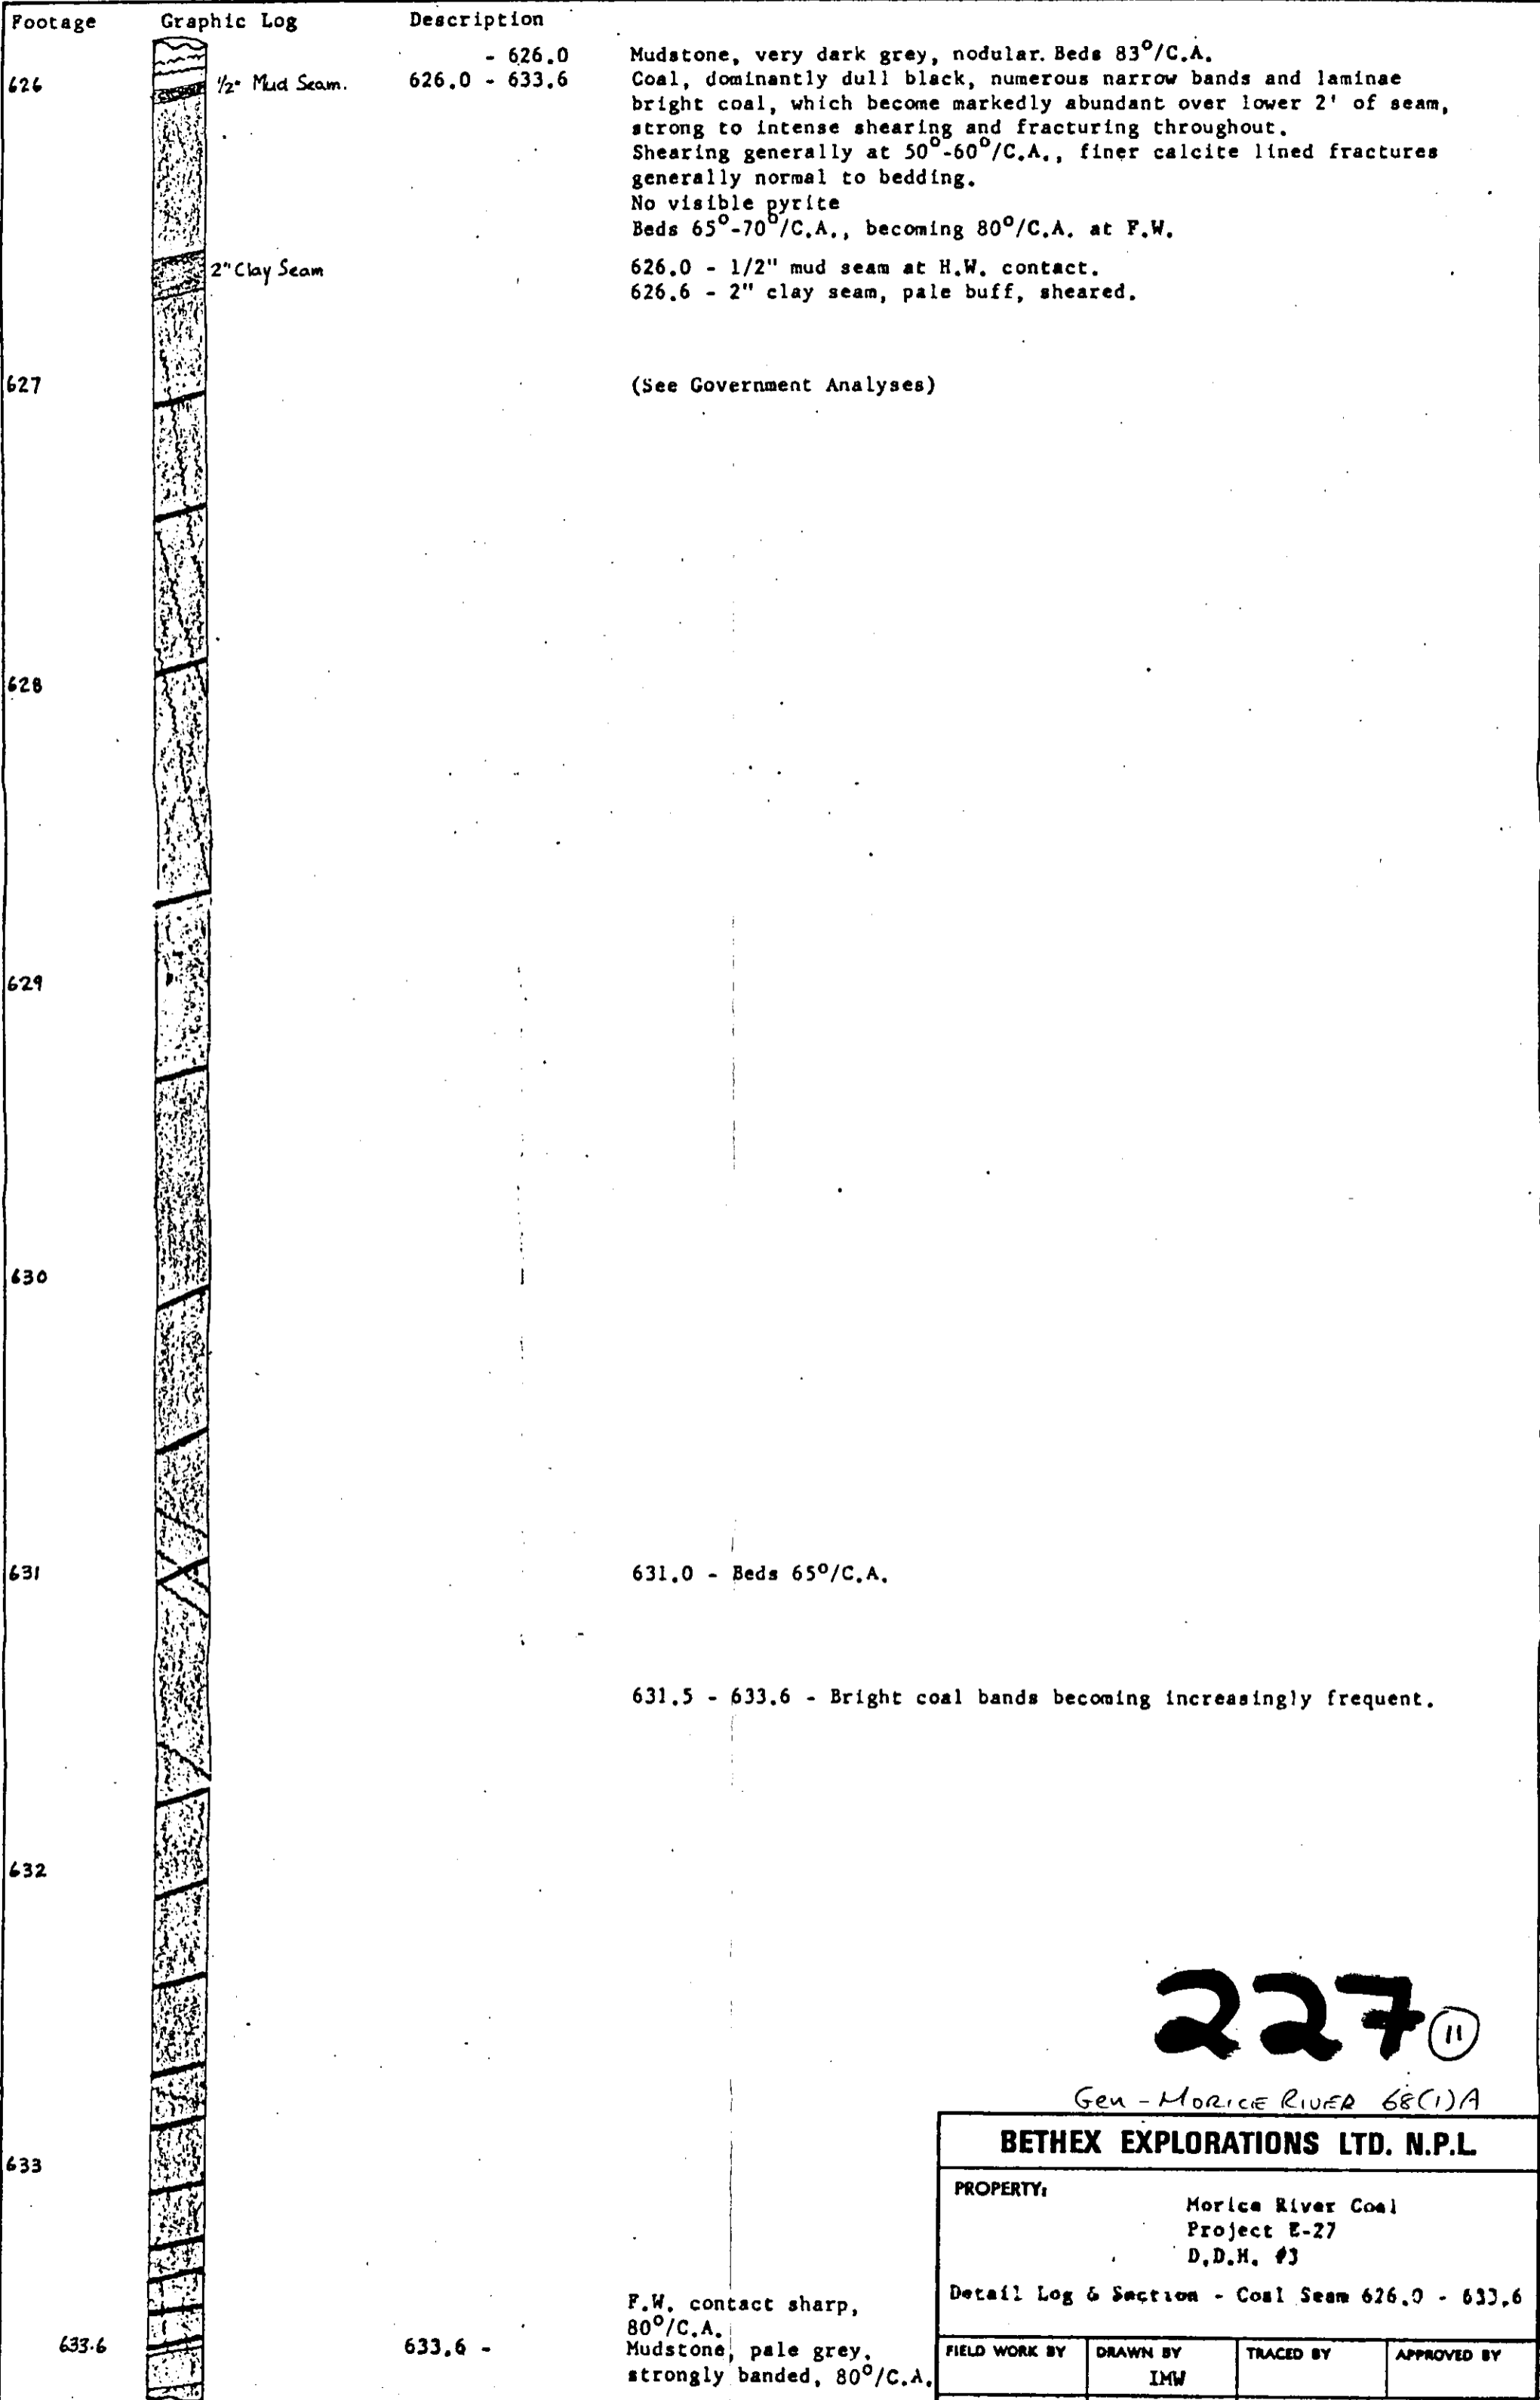 Footage Graphic Log Description
- 626.0 Mudstone, very dark grey, nodular. Beds 83°/C.A.
626 1/2" Mud Seam. 626.0 - 633.6 Coal, dominantly dull black, numerous narrow bands and laminae
bright coal, which become markedly abundant over lower 2' of seam,
strong to intense shearing and fracturing throughout.
Shearing generally at 50°-60°/C.A., finer calcite lined fractures
generally normal to bedding.
No visible pyrite
Beds 65°-70°/C.A., becoming 80°/C.A. at F.W.
2" Clay Seam 626.0 - 1/2" mud seam at H.W. contact.
626.6 - 2" clay seam, pale buff, sheared.
627 (See Government Analyses)
628
629
630
631 631.0 - Beds 65°/C.A.
631.5 - 633.6 - Bright coal bands becoming increasingly frequent.
632
227 11
Gen - MORICE RIVER 68(1)A
BETHEX EXPLORATIONS LTD. N.P.L.
633
PROPERTY:
Morice River Coal
Project E-27
D.D.H. #3
Detail Log & Section - Coal Seam 626.0 - 633.6
F.W. contact sharp,
80°/C.A.
633.6 633.6 - Mudstone, pale grey,
strongly banded, 80°/C.A.
FIELD WORK BY DRAWN BY TRACED BY APPROVED BY
IMW